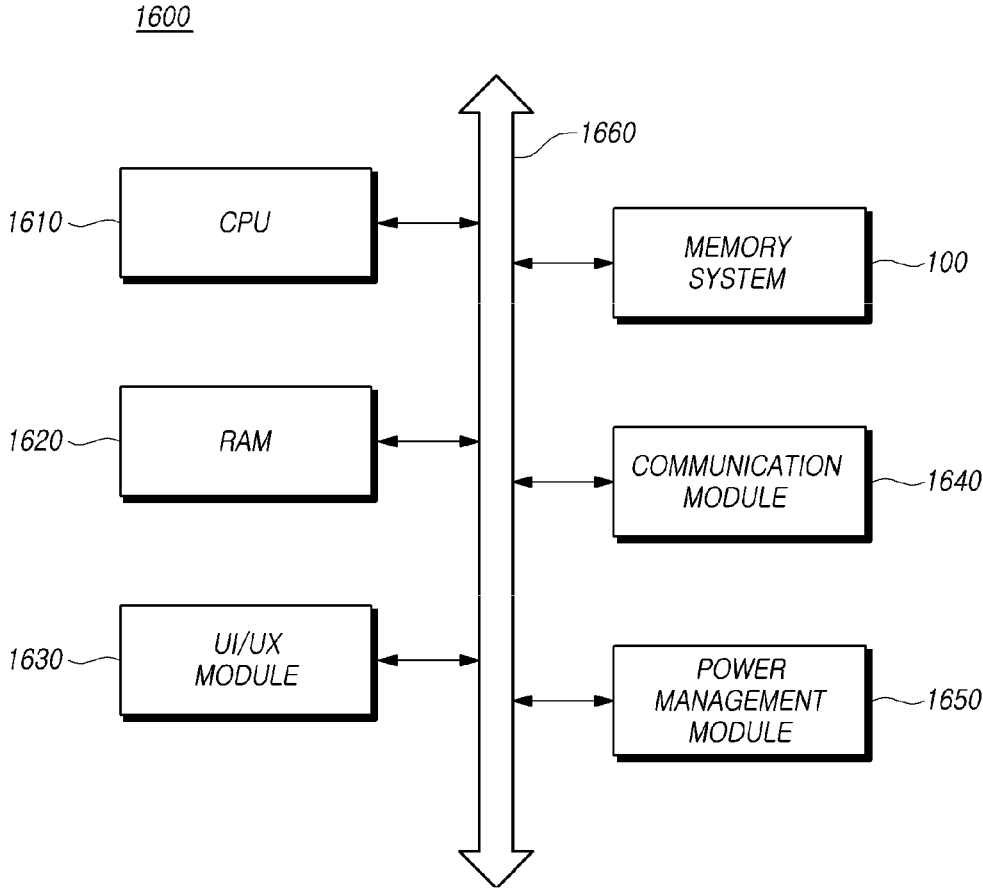 1600
1660
1610
CPU
MEMORY
SYSTEM
100
1620
RAM
COMMUNICATION
MODULE
1640
1630
UI/UX
MODULE
POWER
MANAGEMENT
MODULE
1650